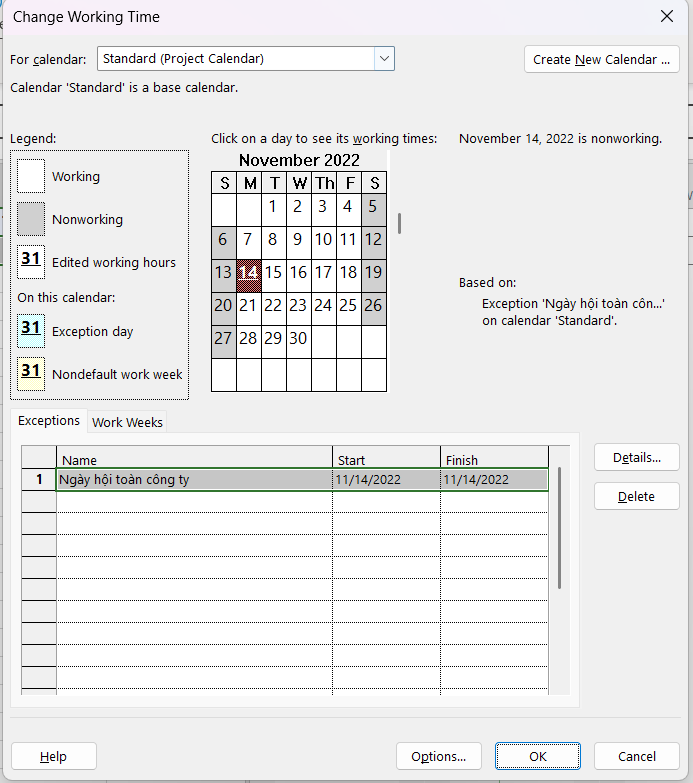 Change Working Time
For calendar: Standard (Project Calendar) Create New Calendar ...
Calendar 'Standard' is a base calendar.
Legend:
Working
Nonworking
31 Edited working hours
On this calendar:
31 Exception day
31 Nondefault work week
Click on a day to see its working times:
November 2022
S M T W Th F S
1 2 3 4 5
6 7 8 9 10 11 12
13 14 15 16 17 18 19
20 21 22 23 24 25 26
27 28 29 30
November 14, 2022 is nonworking.
Based on:
Exception 'Ngày hội toàn côn...'
on calendar 'Standard'.
Exceptions Work Weeks
Name Start Finish
1 Ngày hội toàn công ty 11/14/2022 11/14/2022
Details...
Delete
Help Options... OK Cancel